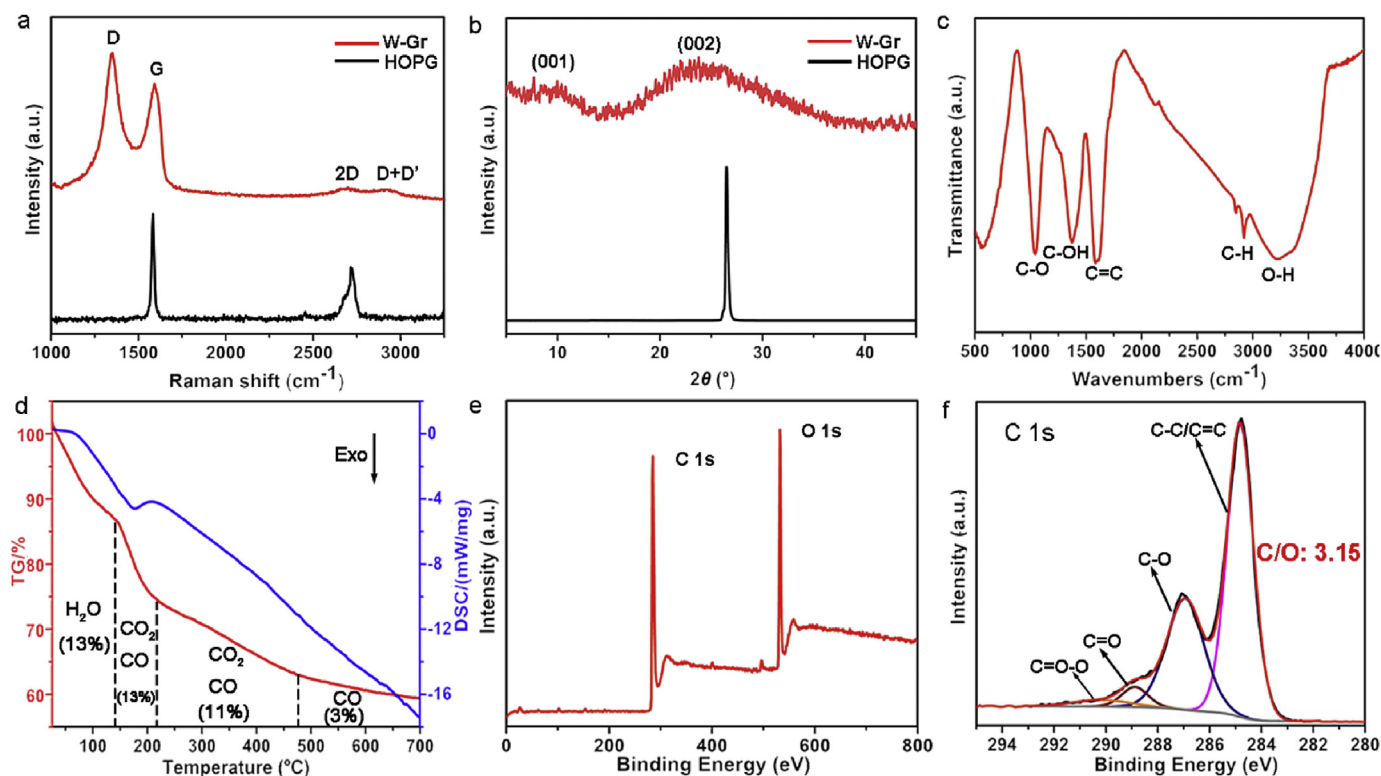 a
D
G
2D
D+D'
W-Gr
HOPG
Intensity (a.u.)
1000 1500 2000 2500 3000
Raman shift (cm-1)
b
(001)
(002)
W-Gr
HOPG
Intensity (a.u.)
10 20 30 40
2θ (°)
c
C-O
C-OH
C=C
C-H
O-H
Transmittance (a.u.)
500 1000 1500 2000 2500 3000 3500 4000
Wavenumbers (cm-1)
d
Exo
TG/%
100
90
80
70
60
H2O
(13%)
CO2
CO
(13%)
CO2
CO
(11%)
CO
(3%)
0
-4
-8
-12
-16
DSC/(mW/mg)
100 200 300 400 500 600 700
Temperature (°C)
e
C 1s
O 1s
Intensity (a.u.)
0 200 400 600 800
Binding Energy (eV)
f
C 1s
C-C/C=C
C/O: 3.15
C-O
C=O
C=O-O
Intensity (a.u.)
294 292 290 288 286 284 282 280
Binding Energy (eV)